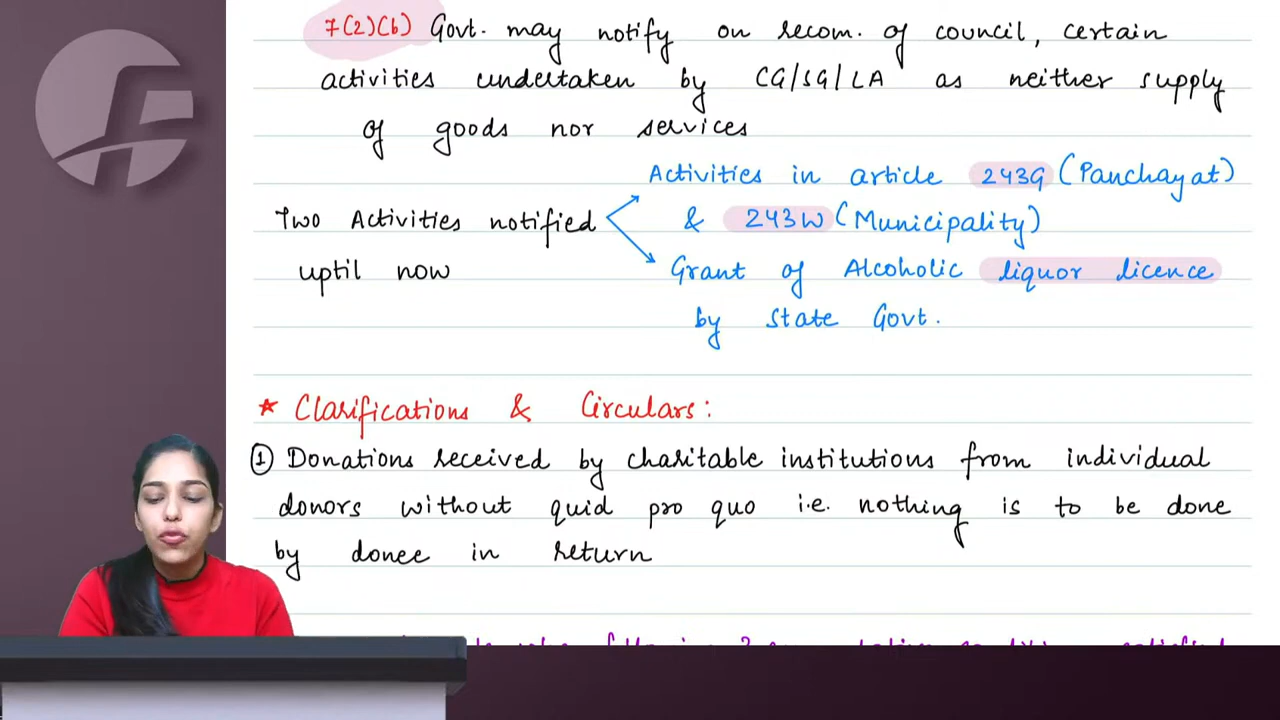 7(2)(b) Govt. may notify on recom. of council, certain
activities undertaken by CG/SG/LA as neither supply
of goods nor services
Activities in article 243G (Panchayat)
Two Activities notified & 243W (Municipality)
uptil now Grant of Alcoholic liquor licence
by state Govt.
* Clarifications & Circulars:
① Donations received by charitable institutions from individual
donors without quid pro quo i.e. nothing is to be done
by donee in return